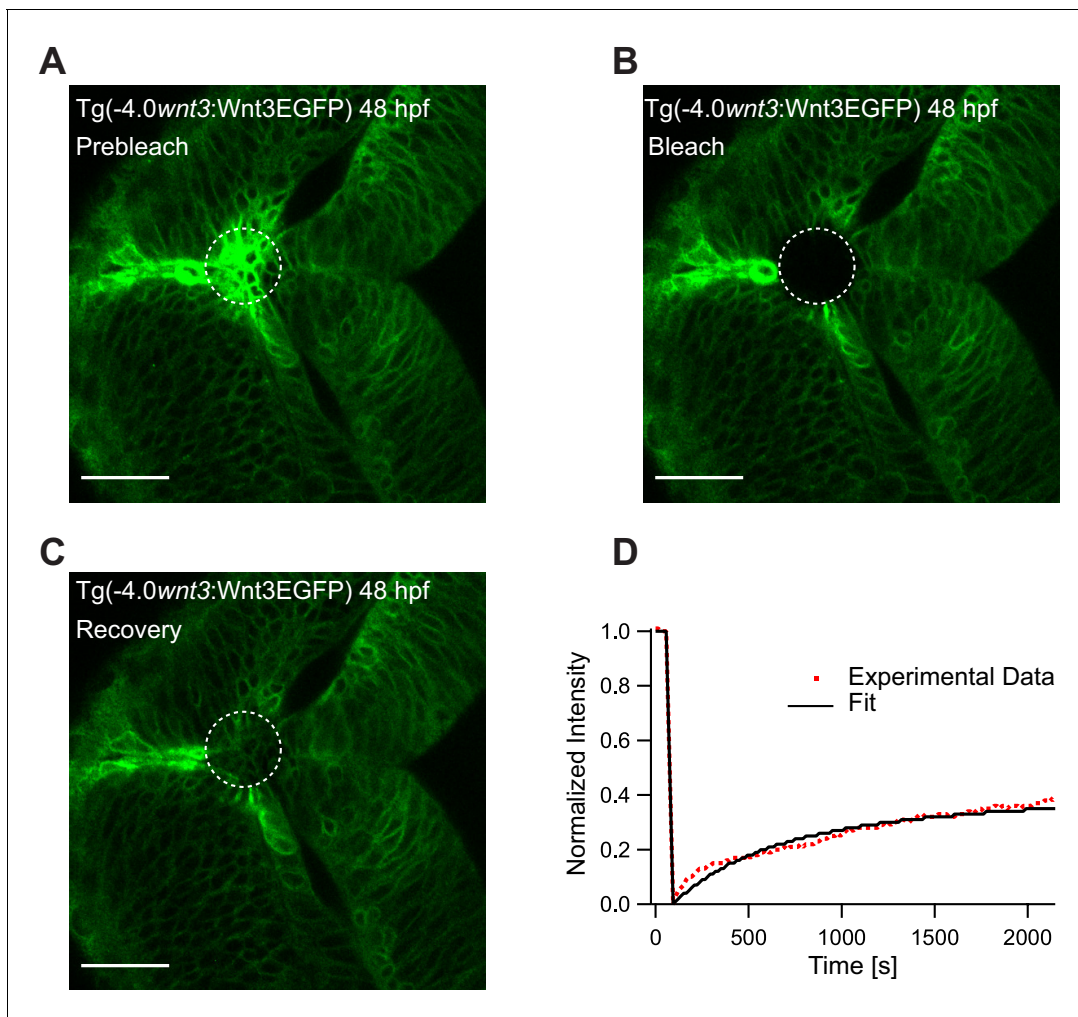 A
Tg(-4.0wnt3:Wnt3EGFP) 48 hpf
Prebleach
B
Tg(-4.0wnt3:Wnt3EGFP) 48 hpf
Bleach
C
Tg(-4.0wnt3:Wnt3EGFP) 48 hpf
Recovery
D
Normalized Intensity
1.0
0.8
0.6
0.4
0.2
0.0
Experimental Data
Fit
0
500
1000
1500
2000
Time [s]